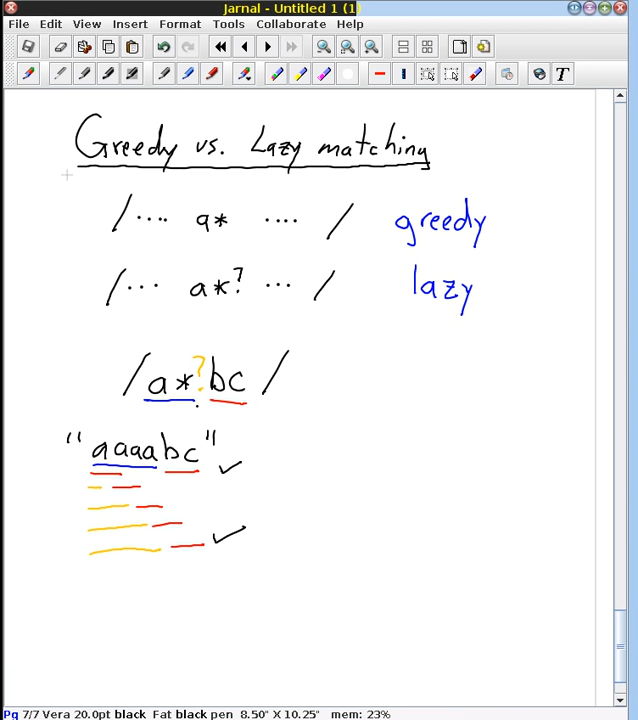 Jarnal - Untitled 1 (1)
File Edit View Insert Format Tools Collaborate Help
T
Greedy vs. Lazy matching
/.... a* .... / greedy
/... a*? ... / lazy
/a*?bc/
"aaaabc"
Pg 7/7 Vera 20.0pt black Fat black pen 8.50" X 10.25" mem: 23%